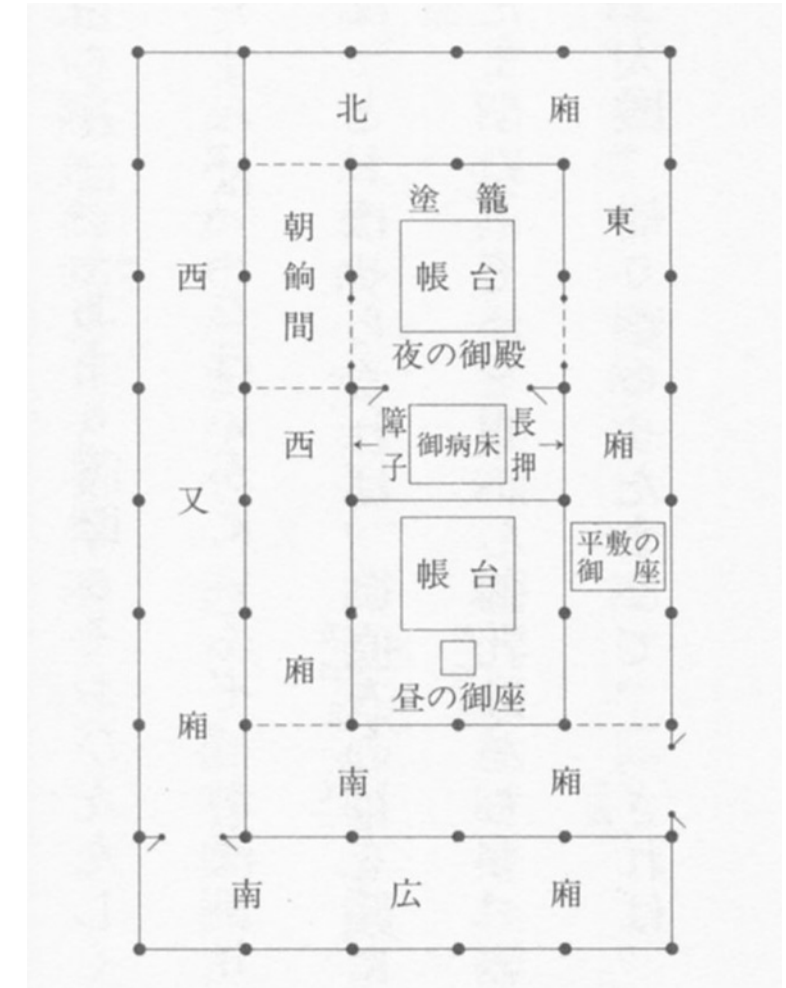 北廂
塗籠
帳台
夜の御殿
朝餉間
東廂
西又廂
西廂
障子
御病床
長押
帳台
平敷の
御座
昼の御座
南廂
南広廂